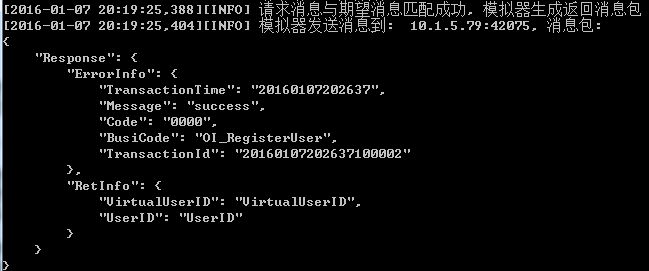 [2016-01-07 20:19:25,388][INFO] 请求消息与期望消息匹配成功, 模拟器生成返回消息包
[2016-01-07 20:19:25,404][INFO] 模拟器发送消息到: 10.1.5.79:42075, 消息包:
{
    "Response": {
        "ErrorInfo": {
            "TransactionTime": "20160107202637",
            "Message": "success",
            "Code": "0000",
            "BusiCode": "OI_RegisterUser",
            "TransactionId": "20160107202637100002"
        },
        "RetInfo": {
            "VirtualUserID": "VirtualUserID",
            "UserID": "UserID"
        }
    }
}